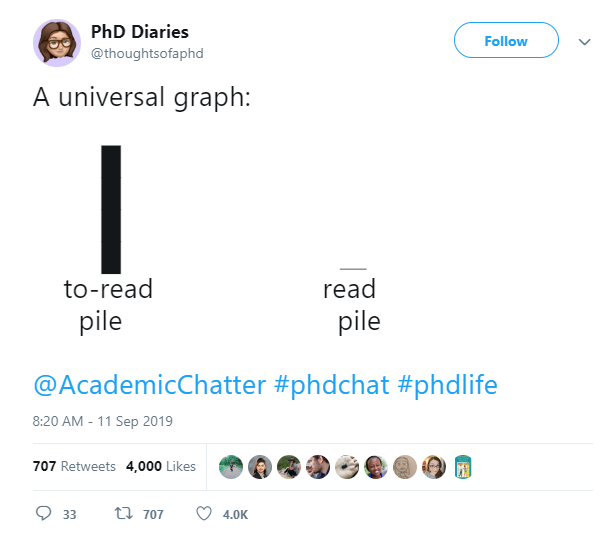 PhD Diaries
@thoughtsofaphd
Follow
A universal graph:
to-read
pile
read
pile
@AcademicChatter #phdchat #phdlife
8:20 AM - 11 Sep 2019
707 Retweets 4,000 Likes
33 707 4.0K